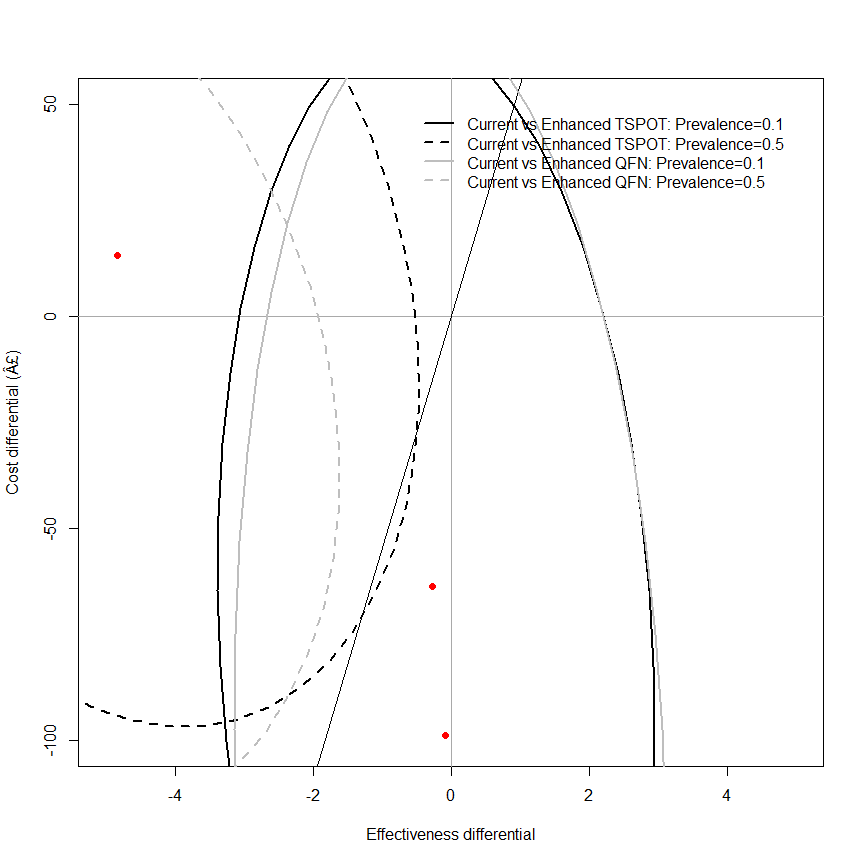 Current vs Enhanced TSPOT: Prevalence=0.1
Current vs Enhanced TSPOT: Prevalence=0.5
Current vs Enhanced QFN: Prevalence=0.1
Current vs Enhanced QFN: Prevalence=0.5
50
0
-50
-100
Cost differential (Â£)
-4
-2
0
2
4
Effectiveness differential